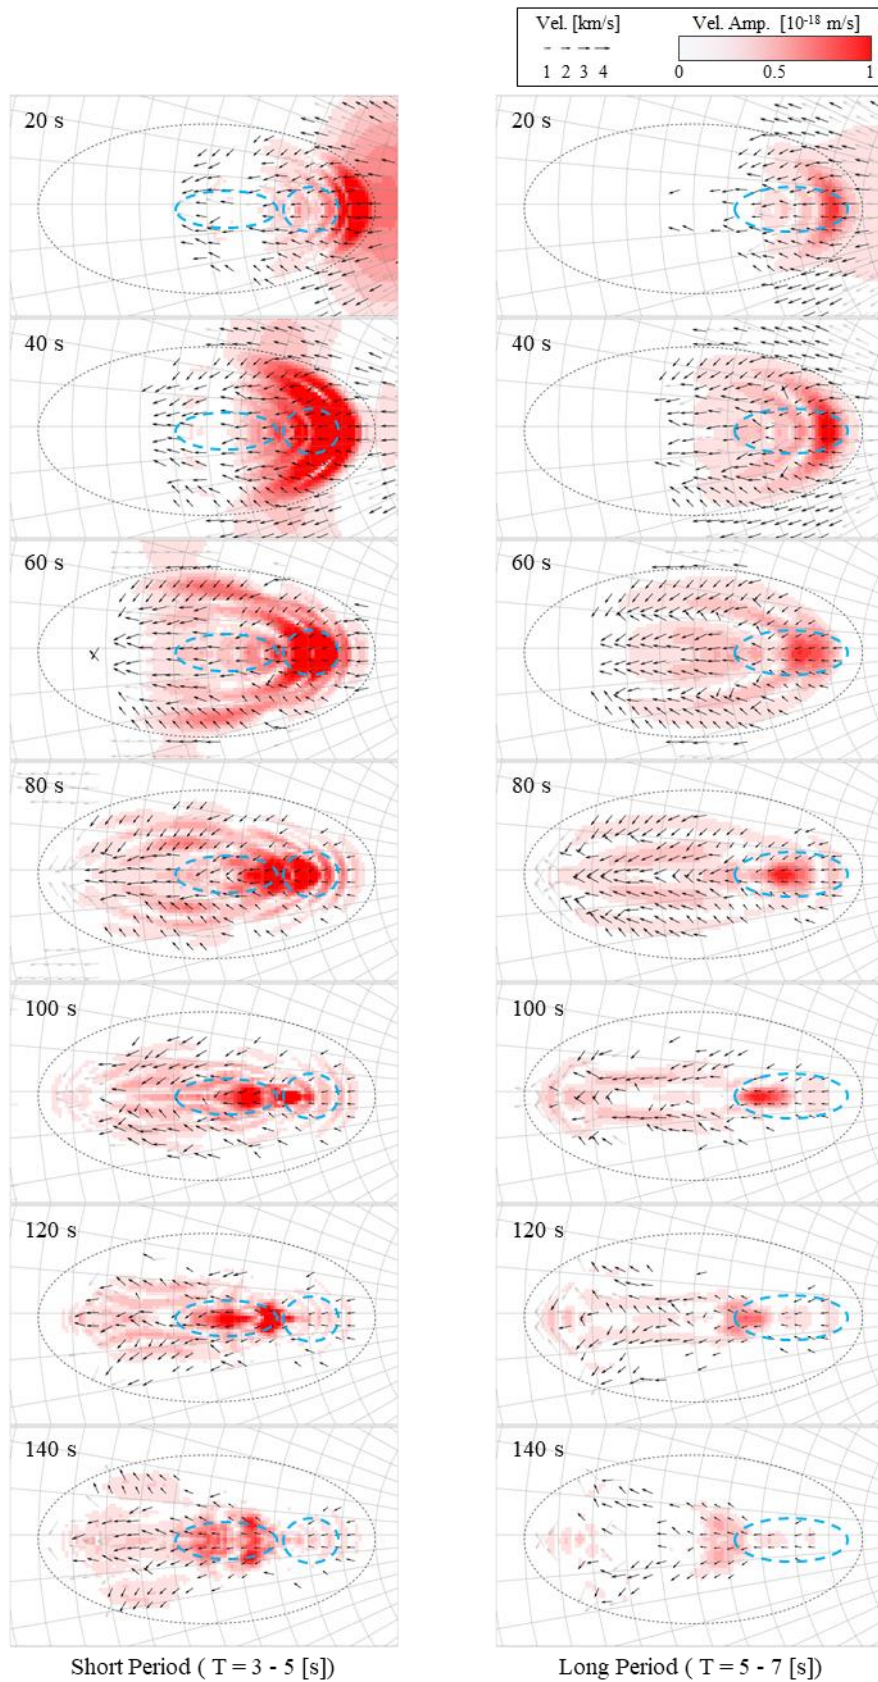 Vel. [km/s]
Vel. Amp. [10⁻¹⁸ m/s]
1 2 3 4
0 0.5 1
20 s
20 s
40 s
40 s
60 s
60 s
80 s
80 s
100 s
100 s
120 s
120 s
140 s
140 s
Short Period ( T = 3 - 5 [s])
Long Period ( T = 5 - 7 [s])